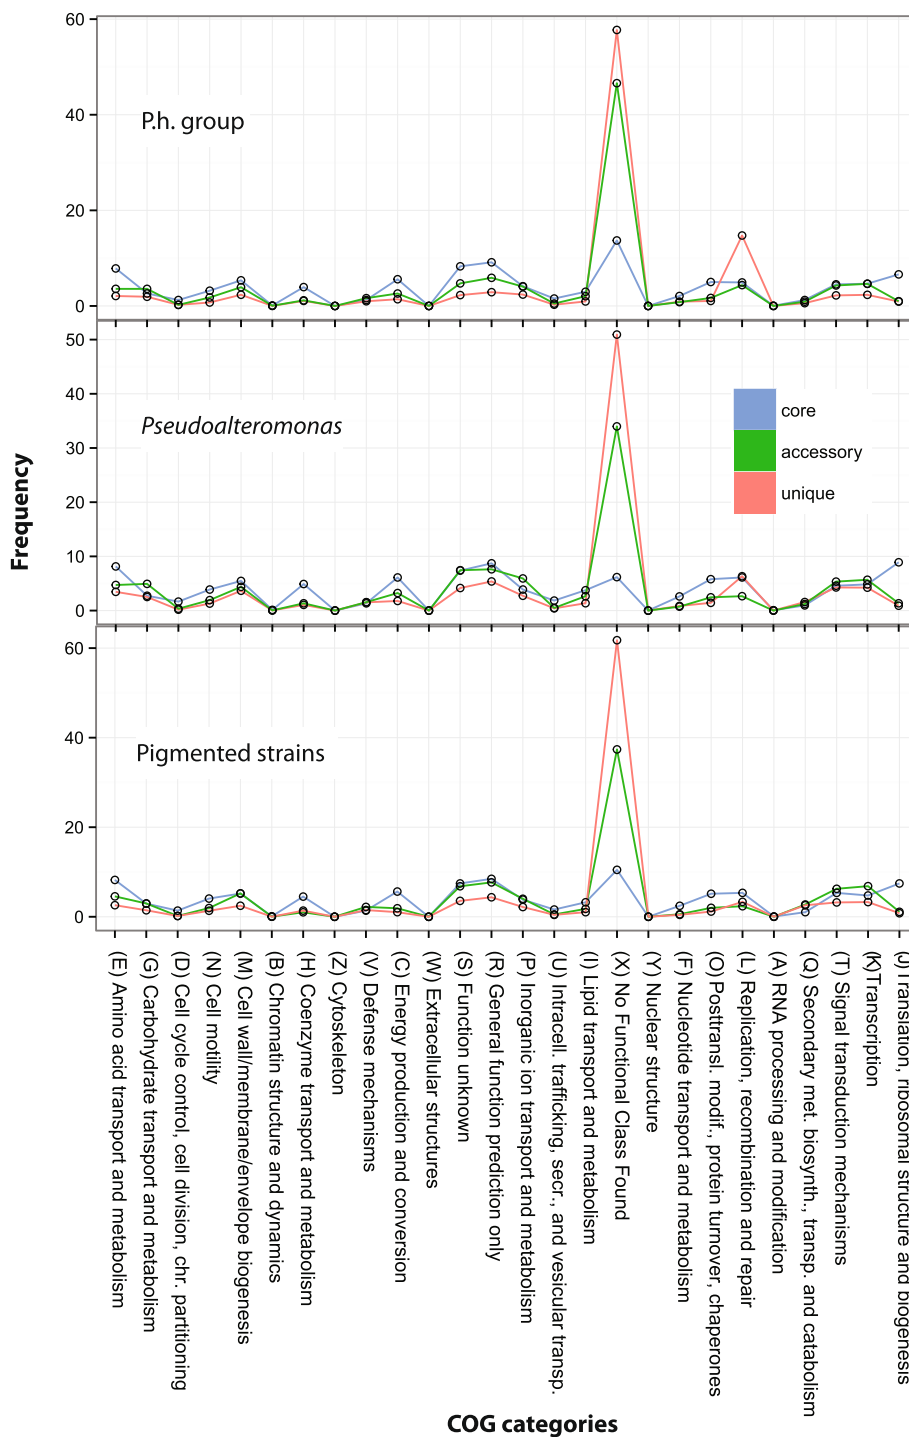 60
40
20
0
P.h. group
50
40
30
20
10
0
Pseudoalteromonas
core
accessory
unique
Frequency
60
40
20
0
Pigmented strains
(E) Amino acid transport and metabolism
(G) Carbohydrate transport and metabolism
(D) Cell cycle control, cell division, chr. partitioning
(N) Cell motility
(M) Cell wall/membrane/envelope biogenesis
(B) Chromatin structure and dynamics
(H) Coenzyme transport and metabolism
(Z) Cytoskeleton
(V) Defense mechanisms
(C) Energy production and conversion
(W) Extracellular structures
(S) Function unknown
(R) General function prediction only
(P) Inorganic ion transport and metabolism
(U) Intracell. trafficking, secr., and vesicular transp.
(I) Lipid transport and metabolism
(X) No Functional Class Found
(Y) Nuclear structure
(F) Nucleotide transport and metabolism
(O) Posttransl. modif., protein turnover, chaperones
(L) Replication, recombination and repair
(A) RNA processing and modification
(Q) Secondary met. biosynth., transp. and catabolism
(T) Signal transduction mechanisms
(K)Transcription
(J)Translation, ribosomal structure and biogenesis
COG categories